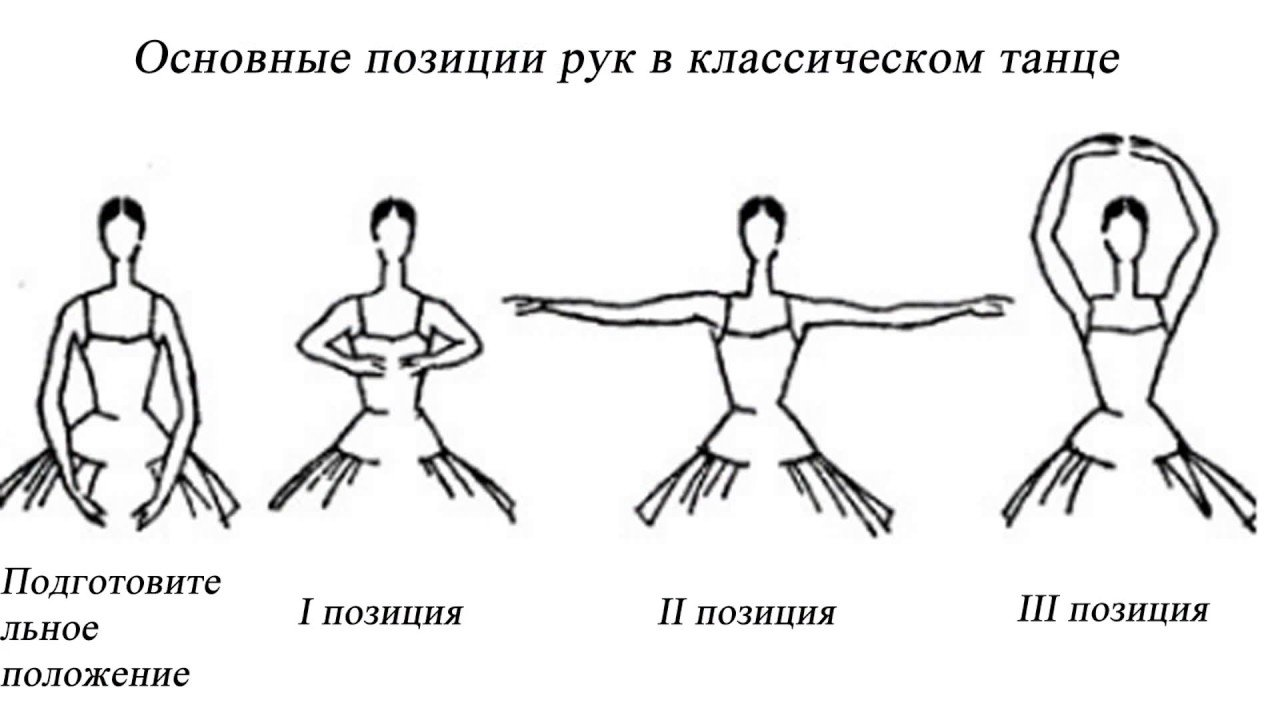 Основные позиции рук в классическом танце
Подготовите
льное
положение
I позиция
II позиция
III позиция